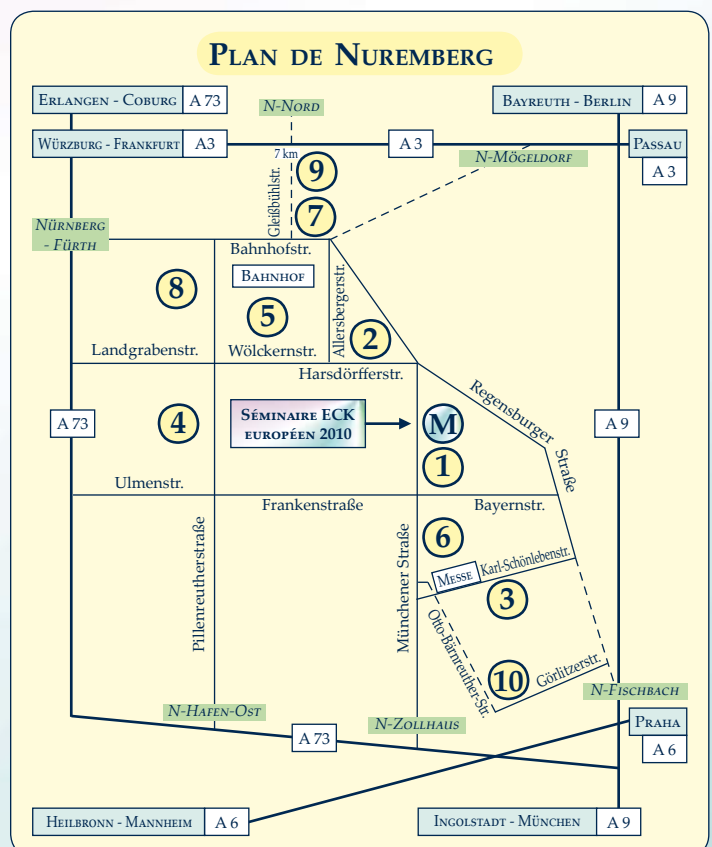 PLAN DE NUREMBERG
ERLANGEN - COBURG A 73
BAYREUTH - BERLIN A 9
N-NORD
WÜRZBURG - FRANKFURT A3
A 3
PASSAU
A 3
7 km
N-MÖGELDORF
9
Gleißbühlstr.
7
NÜRNBERG
- FÜRTH
Bahnhofstr.
BAHNHOF
8
5
Allersbergerstr.
2
Landgrabenstr.
Wölckernstr.
Harsdörfferstr.
Regensburger
Straße
A 73
4
SÉMINAIRE ECK
EUROPÉEN 2010
M
A 9
1
Ulmenstr.
Frankenstraße
Bayernstr.
Pillenreutherstraße
Münchener Straße
6
MESSE
Karl-Schönlebenstr.
3
Otto-Bärnreuther-Str.
10
Görlitzerstr.
N-FISCHBACH
N-HAFEN-OST
N-ZOLLHAUS
A 73
PRAHA
A 6
HEILBRONN - MANNHEIM A 6
INGOLSTADT - MÜNCHEN A 9